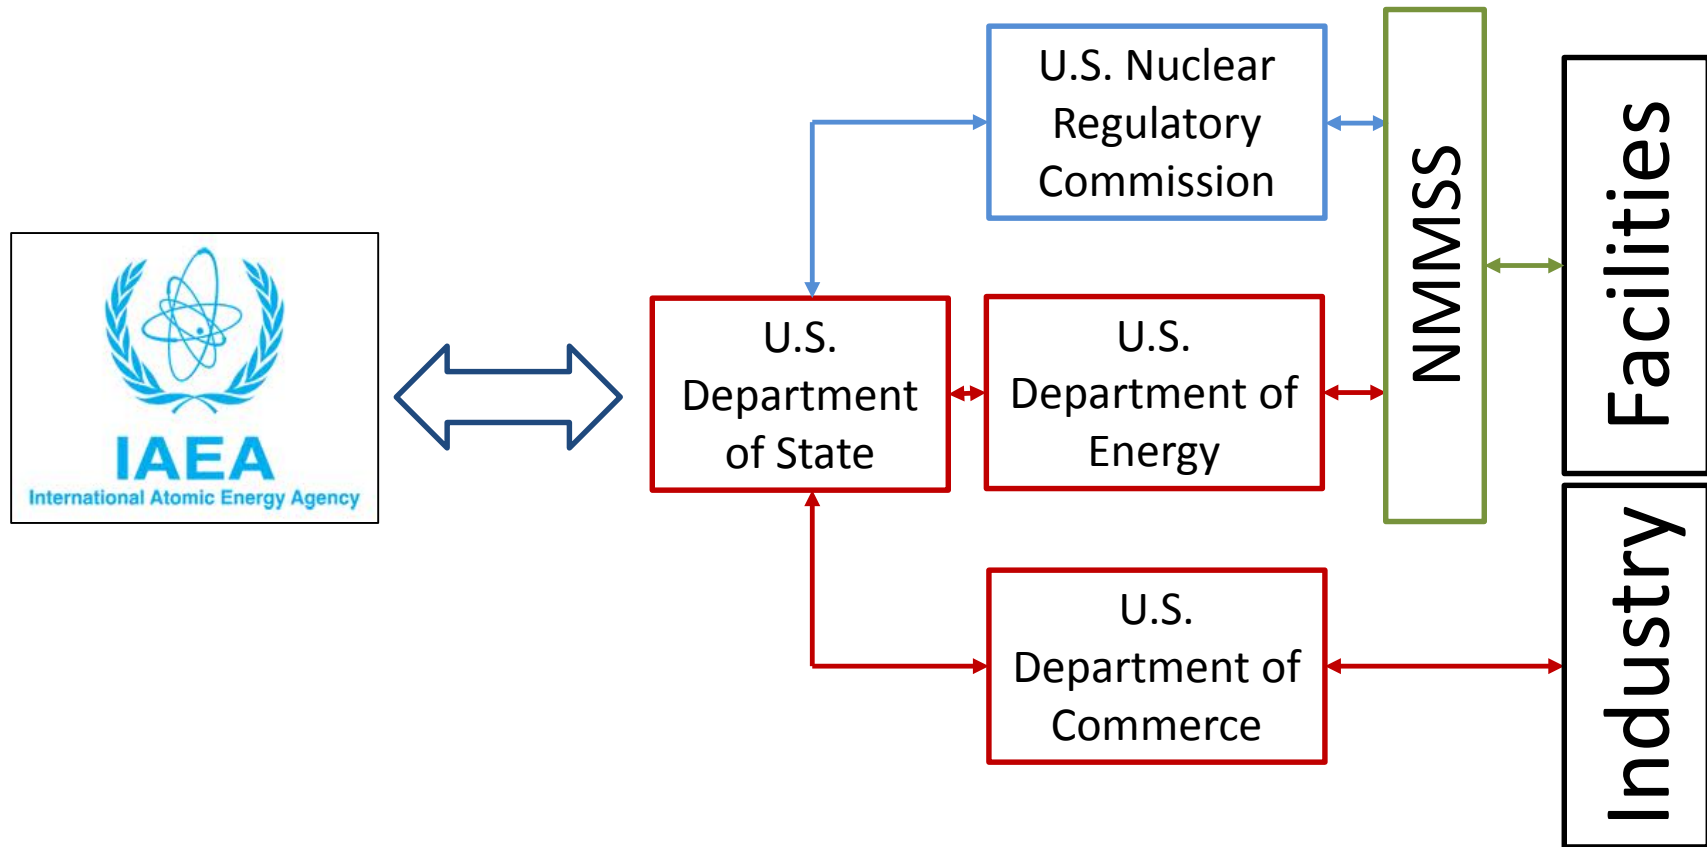 IAEA
International Atomic Energy Agency
U.S.
Department
of State
U.S. Nuclear
Regulatory
Commission
U.S.
Department of
Energy
U.S.
Department of
Commerce
NMMSS
Facilities
Industry